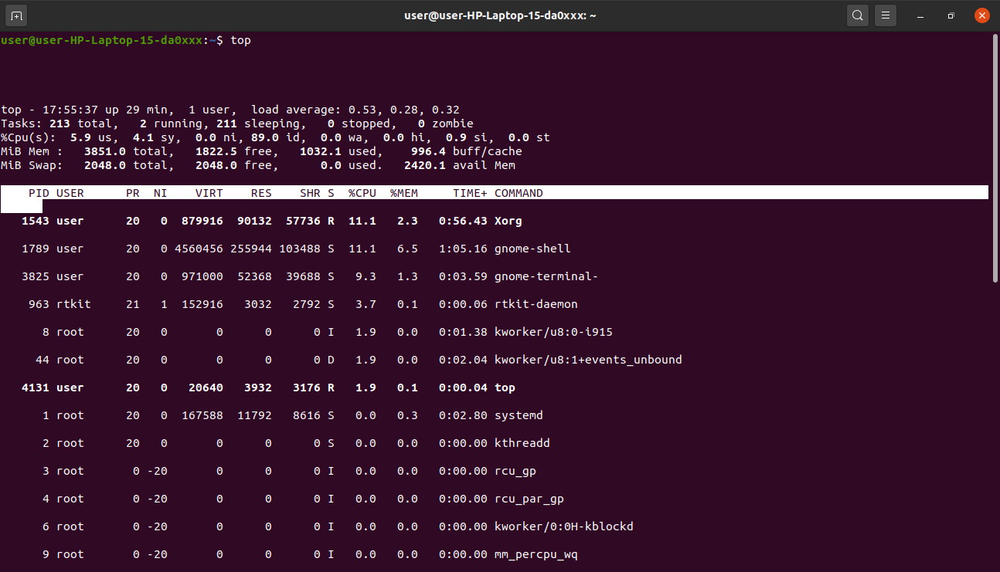 user@user-HP-Laptop-15-da0xxx: ~
user@user-HP-Laptop-15-da0xxx:~$ top
top - 17:55:37 up 29 min,  1 user,  load average: 0.53, 0.28, 0.32
Tasks: 213 total,   2 running, 211 sleeping,   0 stopped,   0 zombie
%Cpu(s):  5.9 us,  4.1 sy,  0.0 ni, 89.0 id,  0.0 wa,  0.0 hi,  0.9 si,  0.0 st
MiB Mem :   3851.0 total,   1822.5 free,   1032.1 used,    996.4 buff/cache
MiB Swap:   2048.0 total,   2048.0 free,      0.0 used.   2420.1 avail Mem
    PID USER      PR  NI    VIRT    RES    SHR S  %CPU  %MEM     TIME+ COMMAND
   1543 user      20   0  879916  90132  57736 R  11.1   2.3   0:56.43 Xorg
   1789 user      20   0 4560456 255944 103488 S  11.1   6.5   1:05.16 gnome-shell
   3825 user      20   0  971000  52368  39688 S   9.3   1.3   0:03.59 gnome-terminal-
    963 rtkit     21   1  152916   3032   2792 S   3.7   0.1   0:00.06 rtkit-daemon
      8 root      20   0       0      0      0 I   1.9   0.0   0:01.38 kworker/u8:0-i915
     44 root      20   0       0      0      0 D   1.9   0.0   0:02.04 kworker/u8:1+events_unbound
   4131 user      20   0   20640   3932   3176 R   1.9   0.1   0:00.04 top
      1 root      20   0  167588  11792   8616 S   0.0   0.3   0:02.80 systemd
      2 root      20   0       0      0      0 S   0.0   0.0   0:00.00 kthreadd
      3 root       0 -20       0      0      0 I   0.0   0.0   0:00.00 rcu_gp
      4 root       0 -20       0      0      0 I   0.0   0.0   0:00.00 rcu_par_gp
      6 root       0 -20       0      0      0 I   0.0   0.0   0:00.00 kworker/0:0H-kblockd
      9 root       0 -20       0      0      0 I   0.0   0.0   0:00.00 mm_percpu_wq